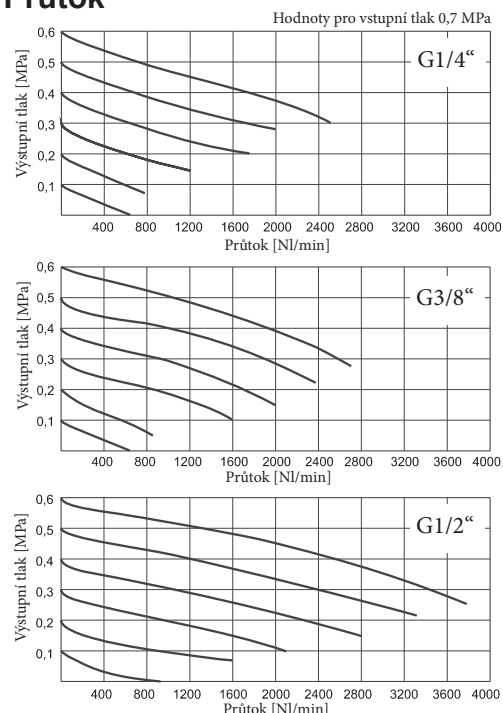 Průtok
Hodnoty pro vstupní tlak 0,7 MPa
G1/4“
Výstupní tlak [MPa]
0,6
0,5
0,4
0,3
0,2
0,1
400 800 1200 1600 2000 2400 2800 3200 3600 4000
Průtok [Nl/min]
G3/8“
Výstupní tlak [MPa]
0,6
0,5
0,4
0,3
0,2
0,1
400 800 1200 1600 2000 2400 2800 3200 3600 4000
Průtok [Nl/min]
G1/2“
Výstupní tlak [MPa]
0,6
0,5
0,4
0,3
0,2
0,1
400 800 1200 1600 2000 2400 2800 3200 3600 4000
Průtok [Nl/min]